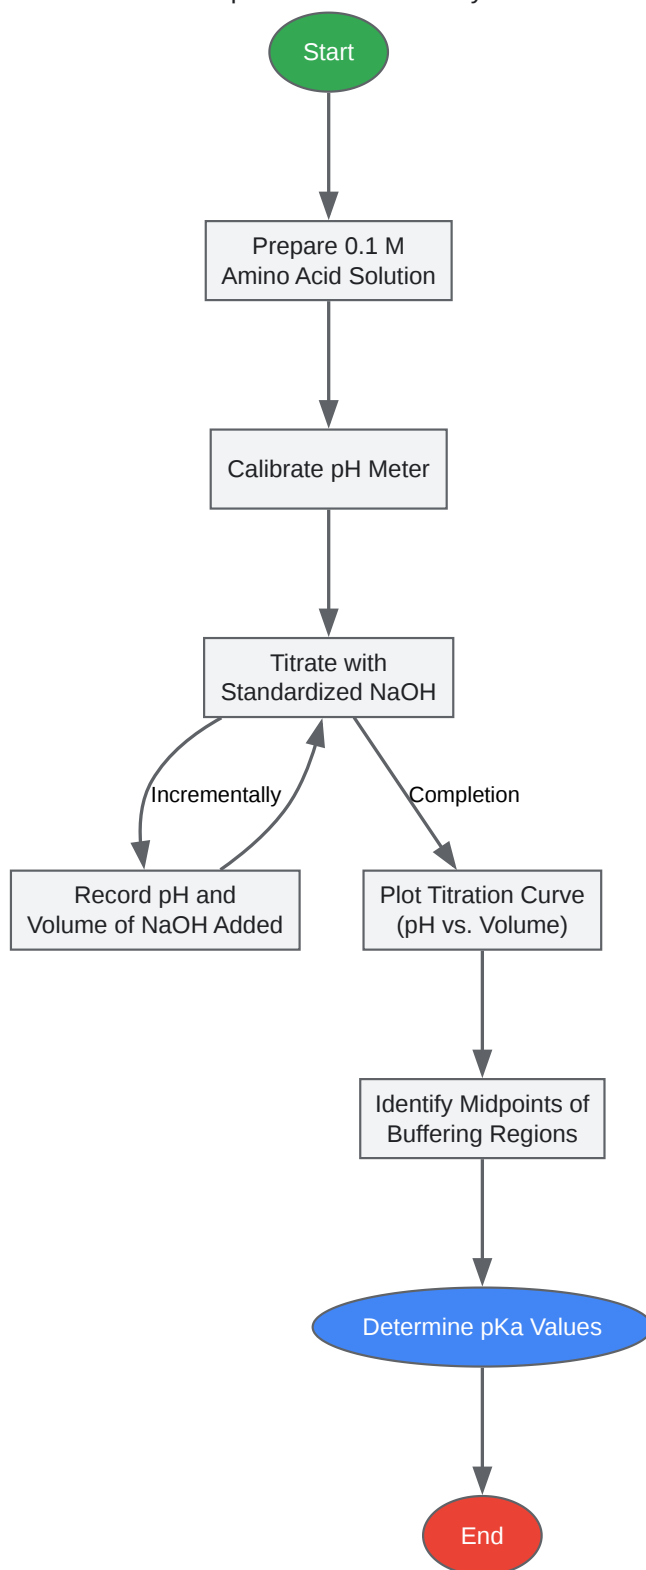 Start
Prepare 0.1 M
Amino Acid Solution
Calibrate pH Meter
Titrate with
Standardized NaOH
Incrementally
Completion
Record pH and
Volume of NaOH Added
Plot Titration Curve
(pH vs. Volume)
Identify Midpoints of
Buffering Regions
Determine pKa Values
End